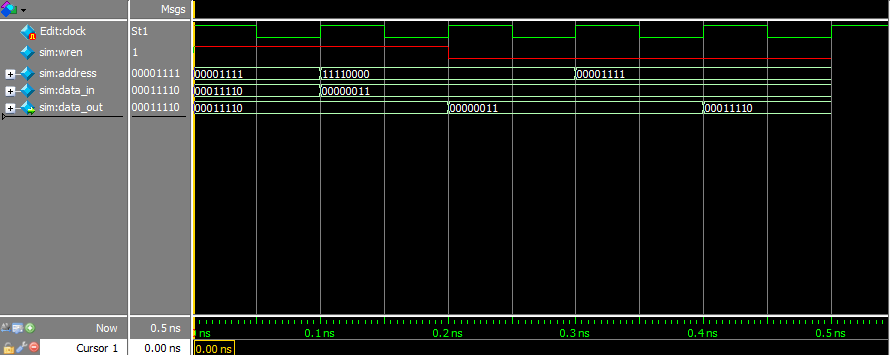 Msgs
Edit:clock St1
sim:wren 1
sim:address 00001111 00001111 11110000 00001111
sim:data_in 00011110 00011110 00000011
sim:data_out 00011110 00011110 00000011 00011110
Now 0.5 ns ns 0.1 ns 0.2 ns 0.3 ns 0.4 ns 0.5 ns
Cursor 1 0.00 ns 0.00 ns